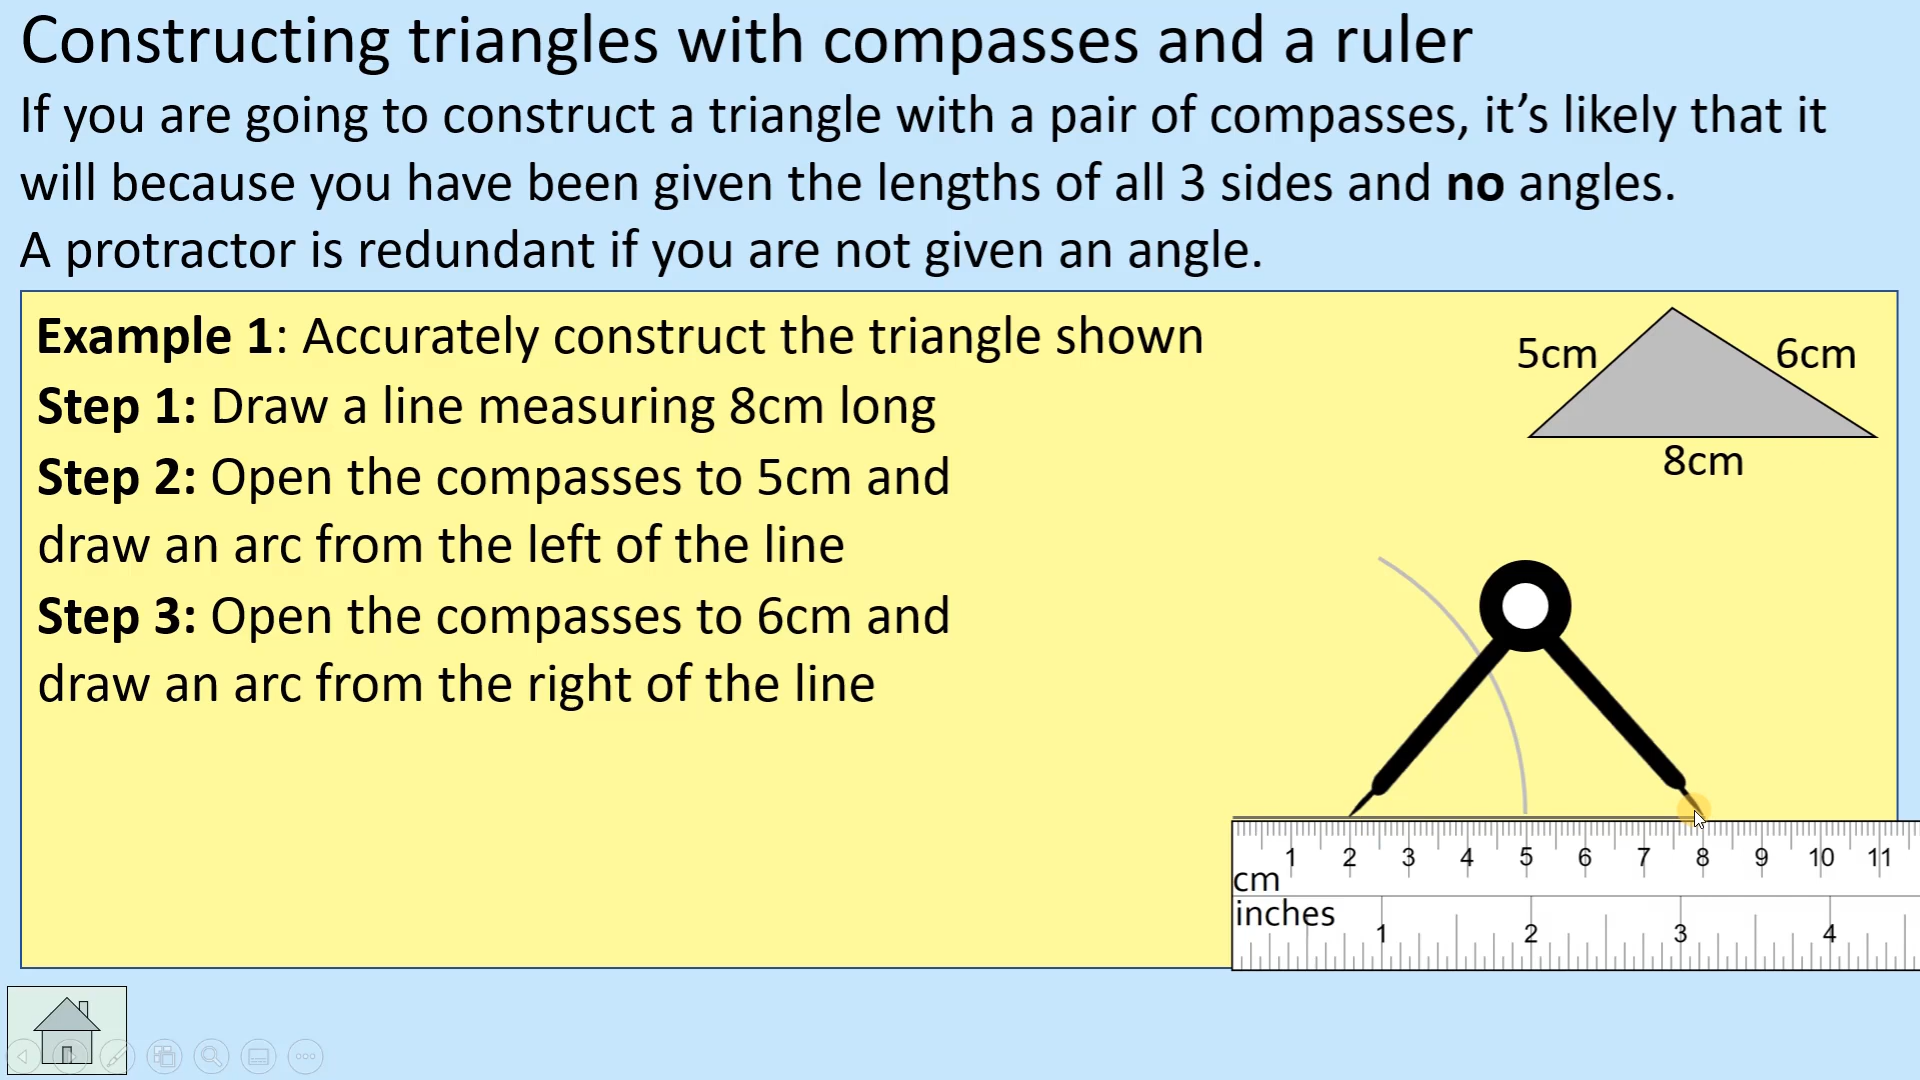 Constructing triangles with compasses and a ruler
If you are going to construct a triangle with a pair of compasses, it’s likely that it
will because you have been given the lengths of all 3 sides and no angles.
A protractor is redundant if you are not given an angle.
Example 1: Accurately construct the triangle shown
Step 1: Draw a line measuring 8cm long
Step 2: Open the compasses to 5cm and
draw an arc from the left of the line
Step 3: Open the compasses to 6cm and
draw an arc from the right of the line
5cm 6cm
8cm
1 2 3 4 5 6 7 8 9 10 11
cm
inches
1 2 3 4